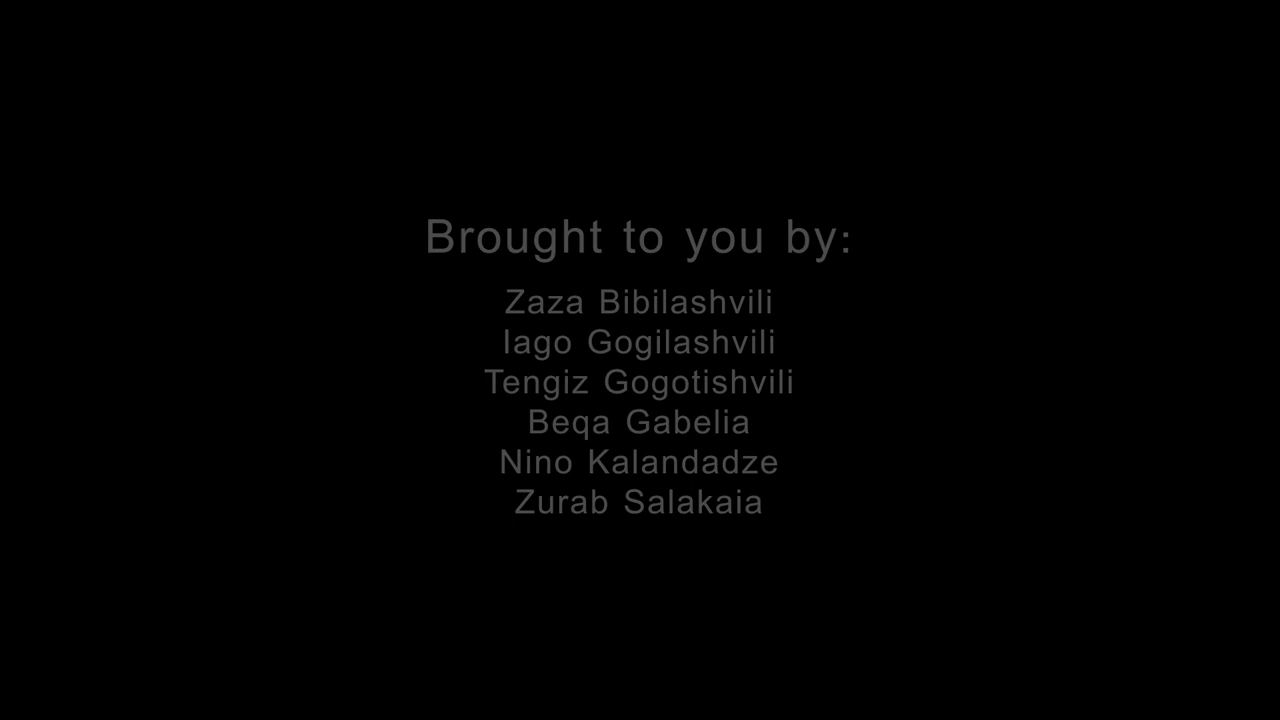 Brought to you by:
Zaza Bibilashvili
Iago Gogilashvili
Tengiz Gogotishvili
Beqa Gabelia
Nino Kalandadze
Zurab Salakaia